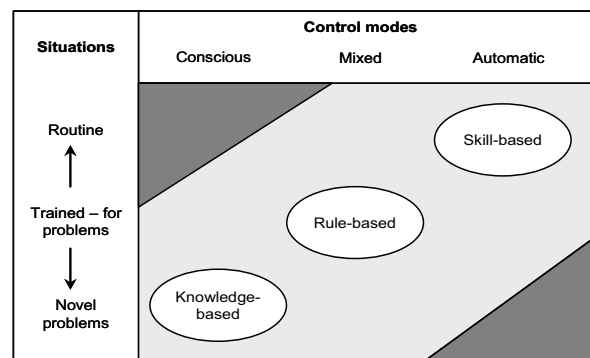 Control modes
Situations
Conscious
Mixed
Automatic
Routine
Skill-based
Trained – for
problems
Rule-based
Novel
problems
Knowledge-
based